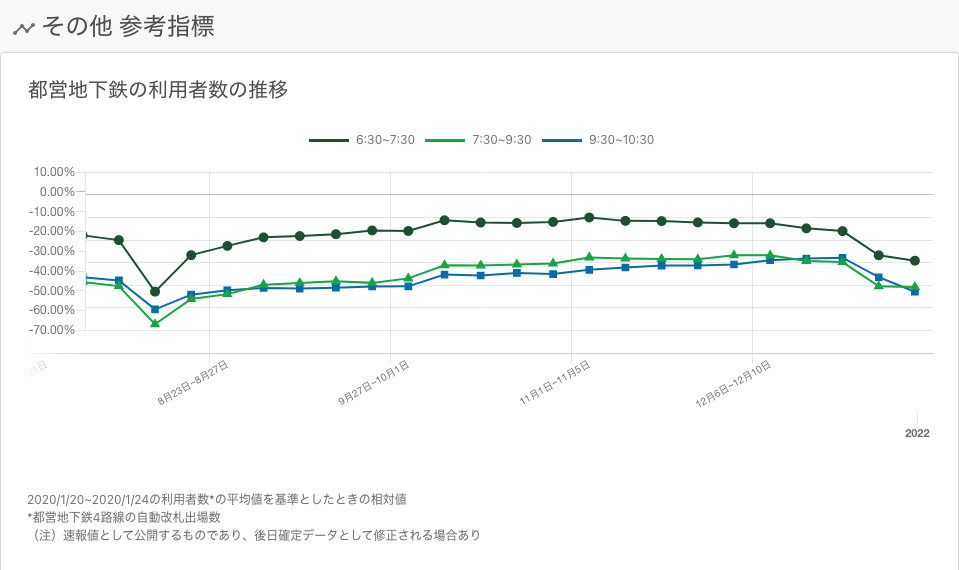 その他 参考指標
都営地下鉄の利用者数の推移
6:30~7:30 7:30~9:30 9:30~10:30
10.00%
0.00%
-10.00%
-20.00%
-30.00%
-40.00%
-50.00%
-60.00%
-70.00%
21日 8月23日~8月27日 9月27日~10月1日 11月1日~11月5日 12月6日~12月10日
2022
2020/1/20~2020/1/24の利用者数*の平均値を基準としたときの相対値
*都営地下鉄4路線の自動改札出場数
（注）速報値として公開するものであり、後日確定データとして修正される場合あり